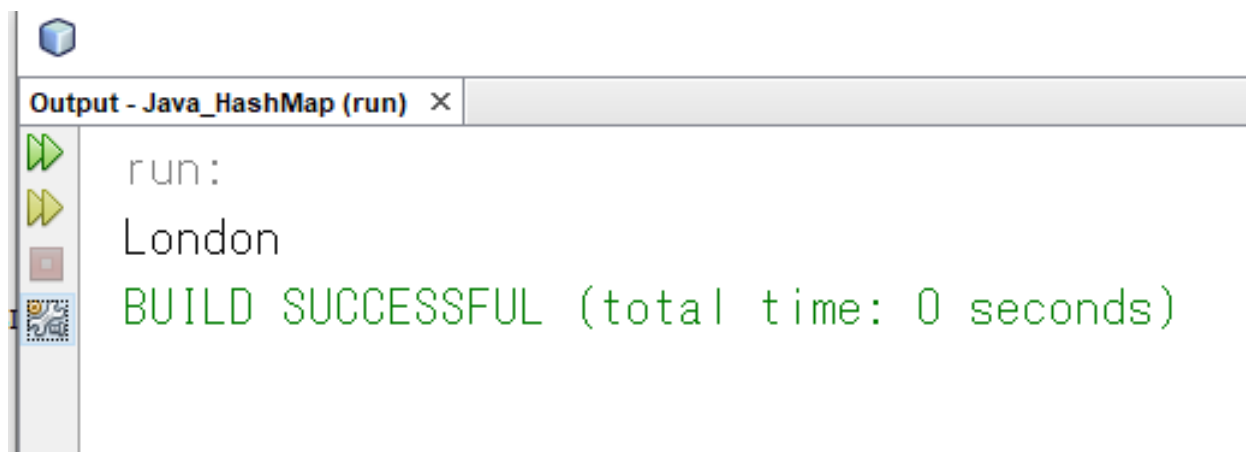 Output - Java_HashMap (run)
run:
London
BUILD SUCCESSFUL (total time: 0 seconds)